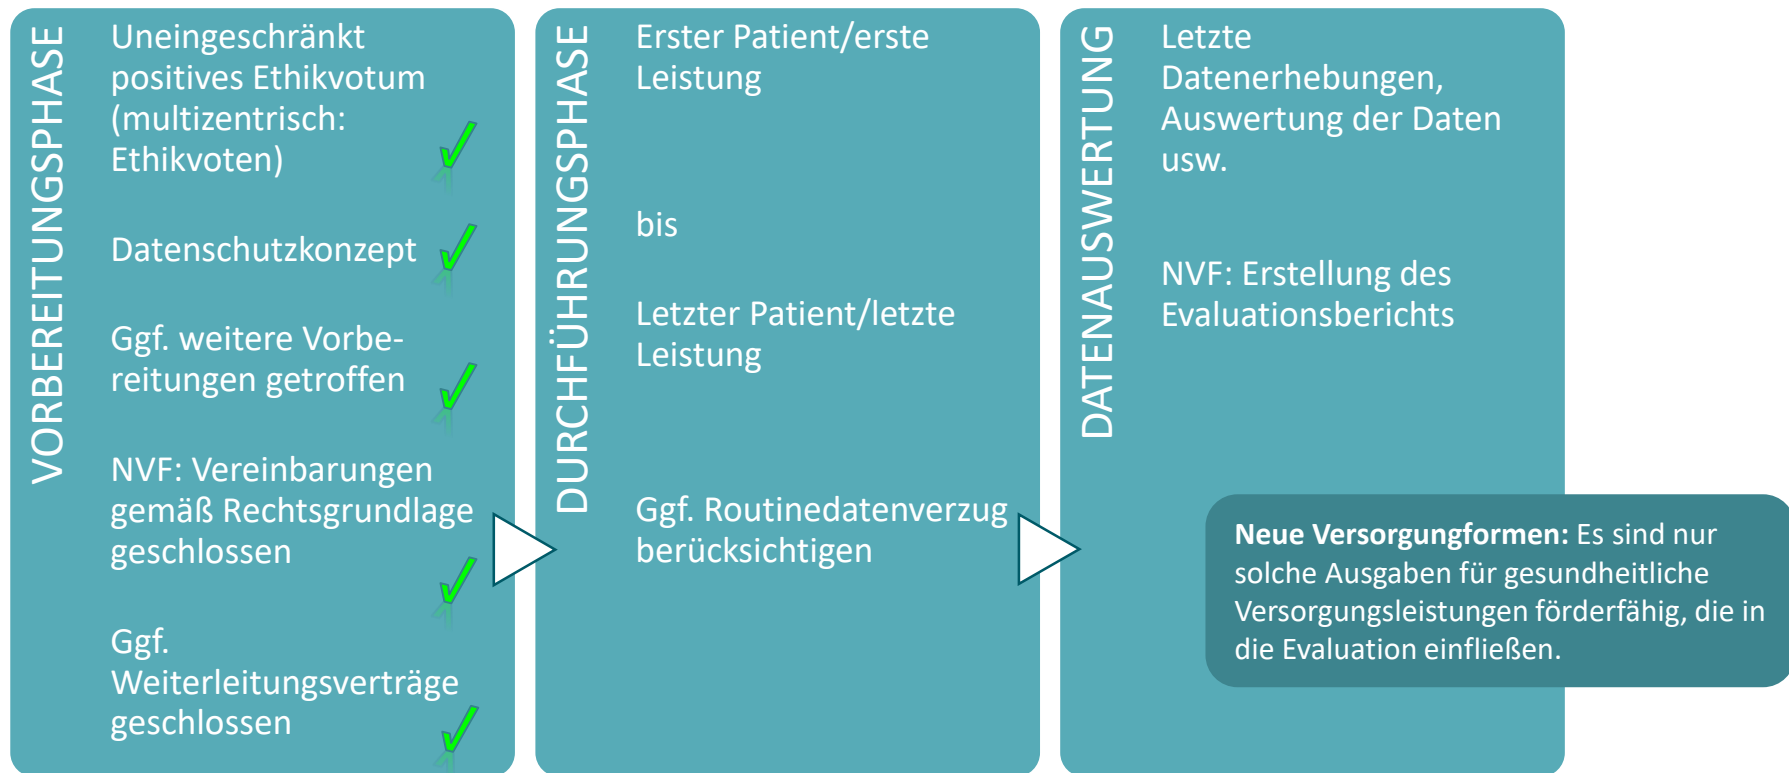 VORBEREITUNGSPHASE
Uneingeschränkt
positives Ethikvotum
(multizentrisch:
Ethikvoten)
Datenschutzkonzept
Ggf. weitere Vorbe-
reitungen getroffen
NVF: Vereinbarungen
gemäß Rechtsgrundlage
geschlossen
Ggf.
Weiterleitungsverträge
geschlossen
DURCHFÜHRUNGSPHASE
Erster Patient/erste
Leistung
bis
Letzter Patient/letzte
Leistung
Ggf. Routinedatenverzug
berücksichtigen
DATENAUSWERTUNG
Letzte
Datenerhebungen,
Auswertung der Daten
usw.
NVF: Erstellung des
Evaluationsberichts
Neue Versorgungformen: Es sind nur
solche Ausgaben für gesundheitliche
Versorgungsleistungen förderfähig, die in
die Evaluation einfließen.